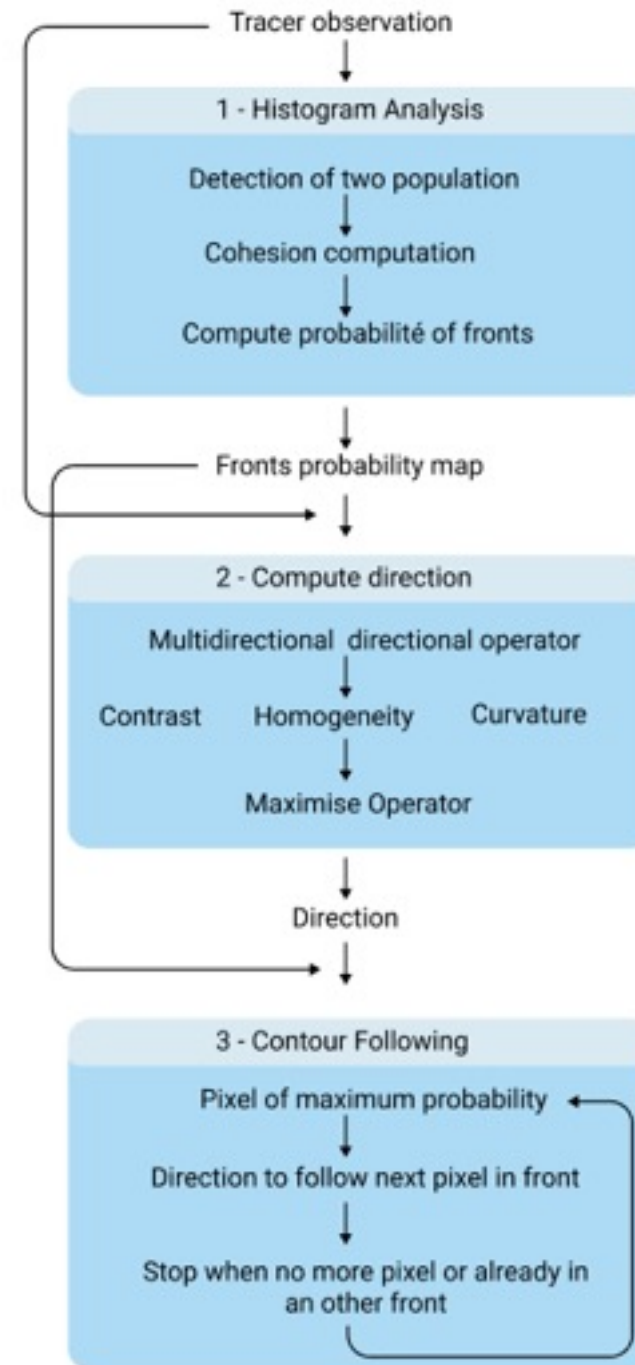 Tracer observation
1 - Histogram Analysis
Detection of two population
Cohesion computation
Compute probabilité of fronts
Fronts probability map
2 - Compute direction
Multidirectional directional operator
Contrast Homogeneity Curvature
Maximise Operator
Direction
3 - Contour Following
Pixel of maximum probability
Direction to follow next pixel in front
Stop when no more pixel or already in
an other front